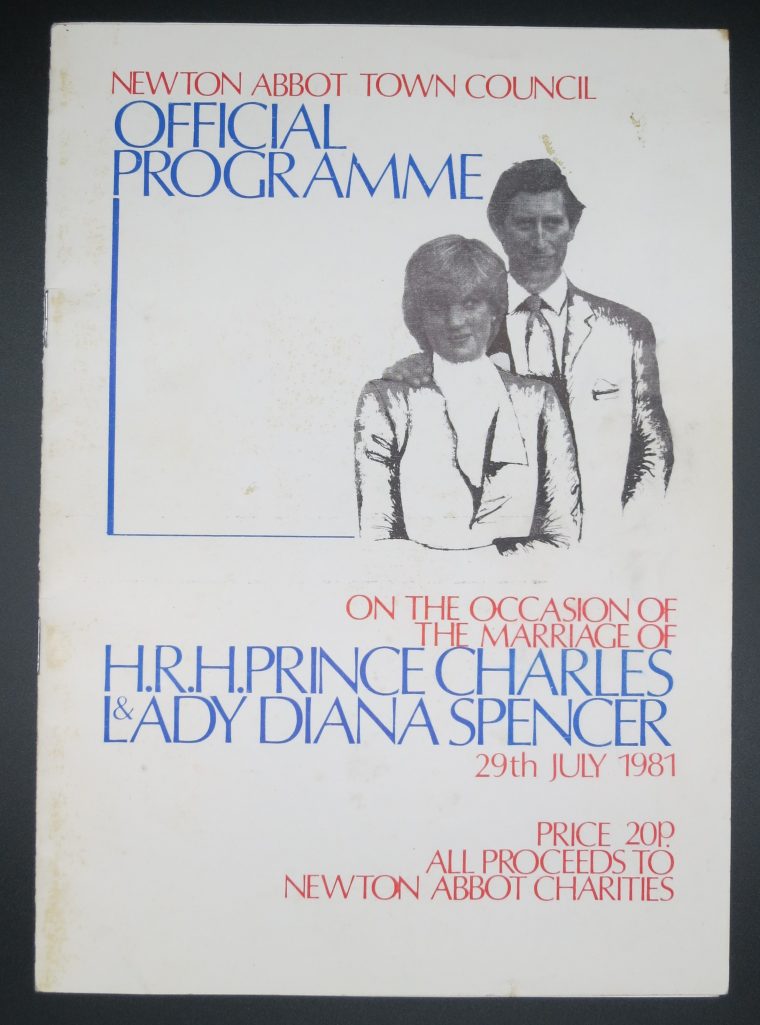 NEWTON ABBOT TOWN COUNCIL
OFFICIAL
PROGRAMME
ON THE OCCASION OF
THE MARRIAGE OF
H.R.H.PRINCE CHARLES
& LADY DIANA SPENCER
29th JULY 1981
PRICE 20p.
ALL PROCEEDS TO
NEWTON ABBOT CHARITIES